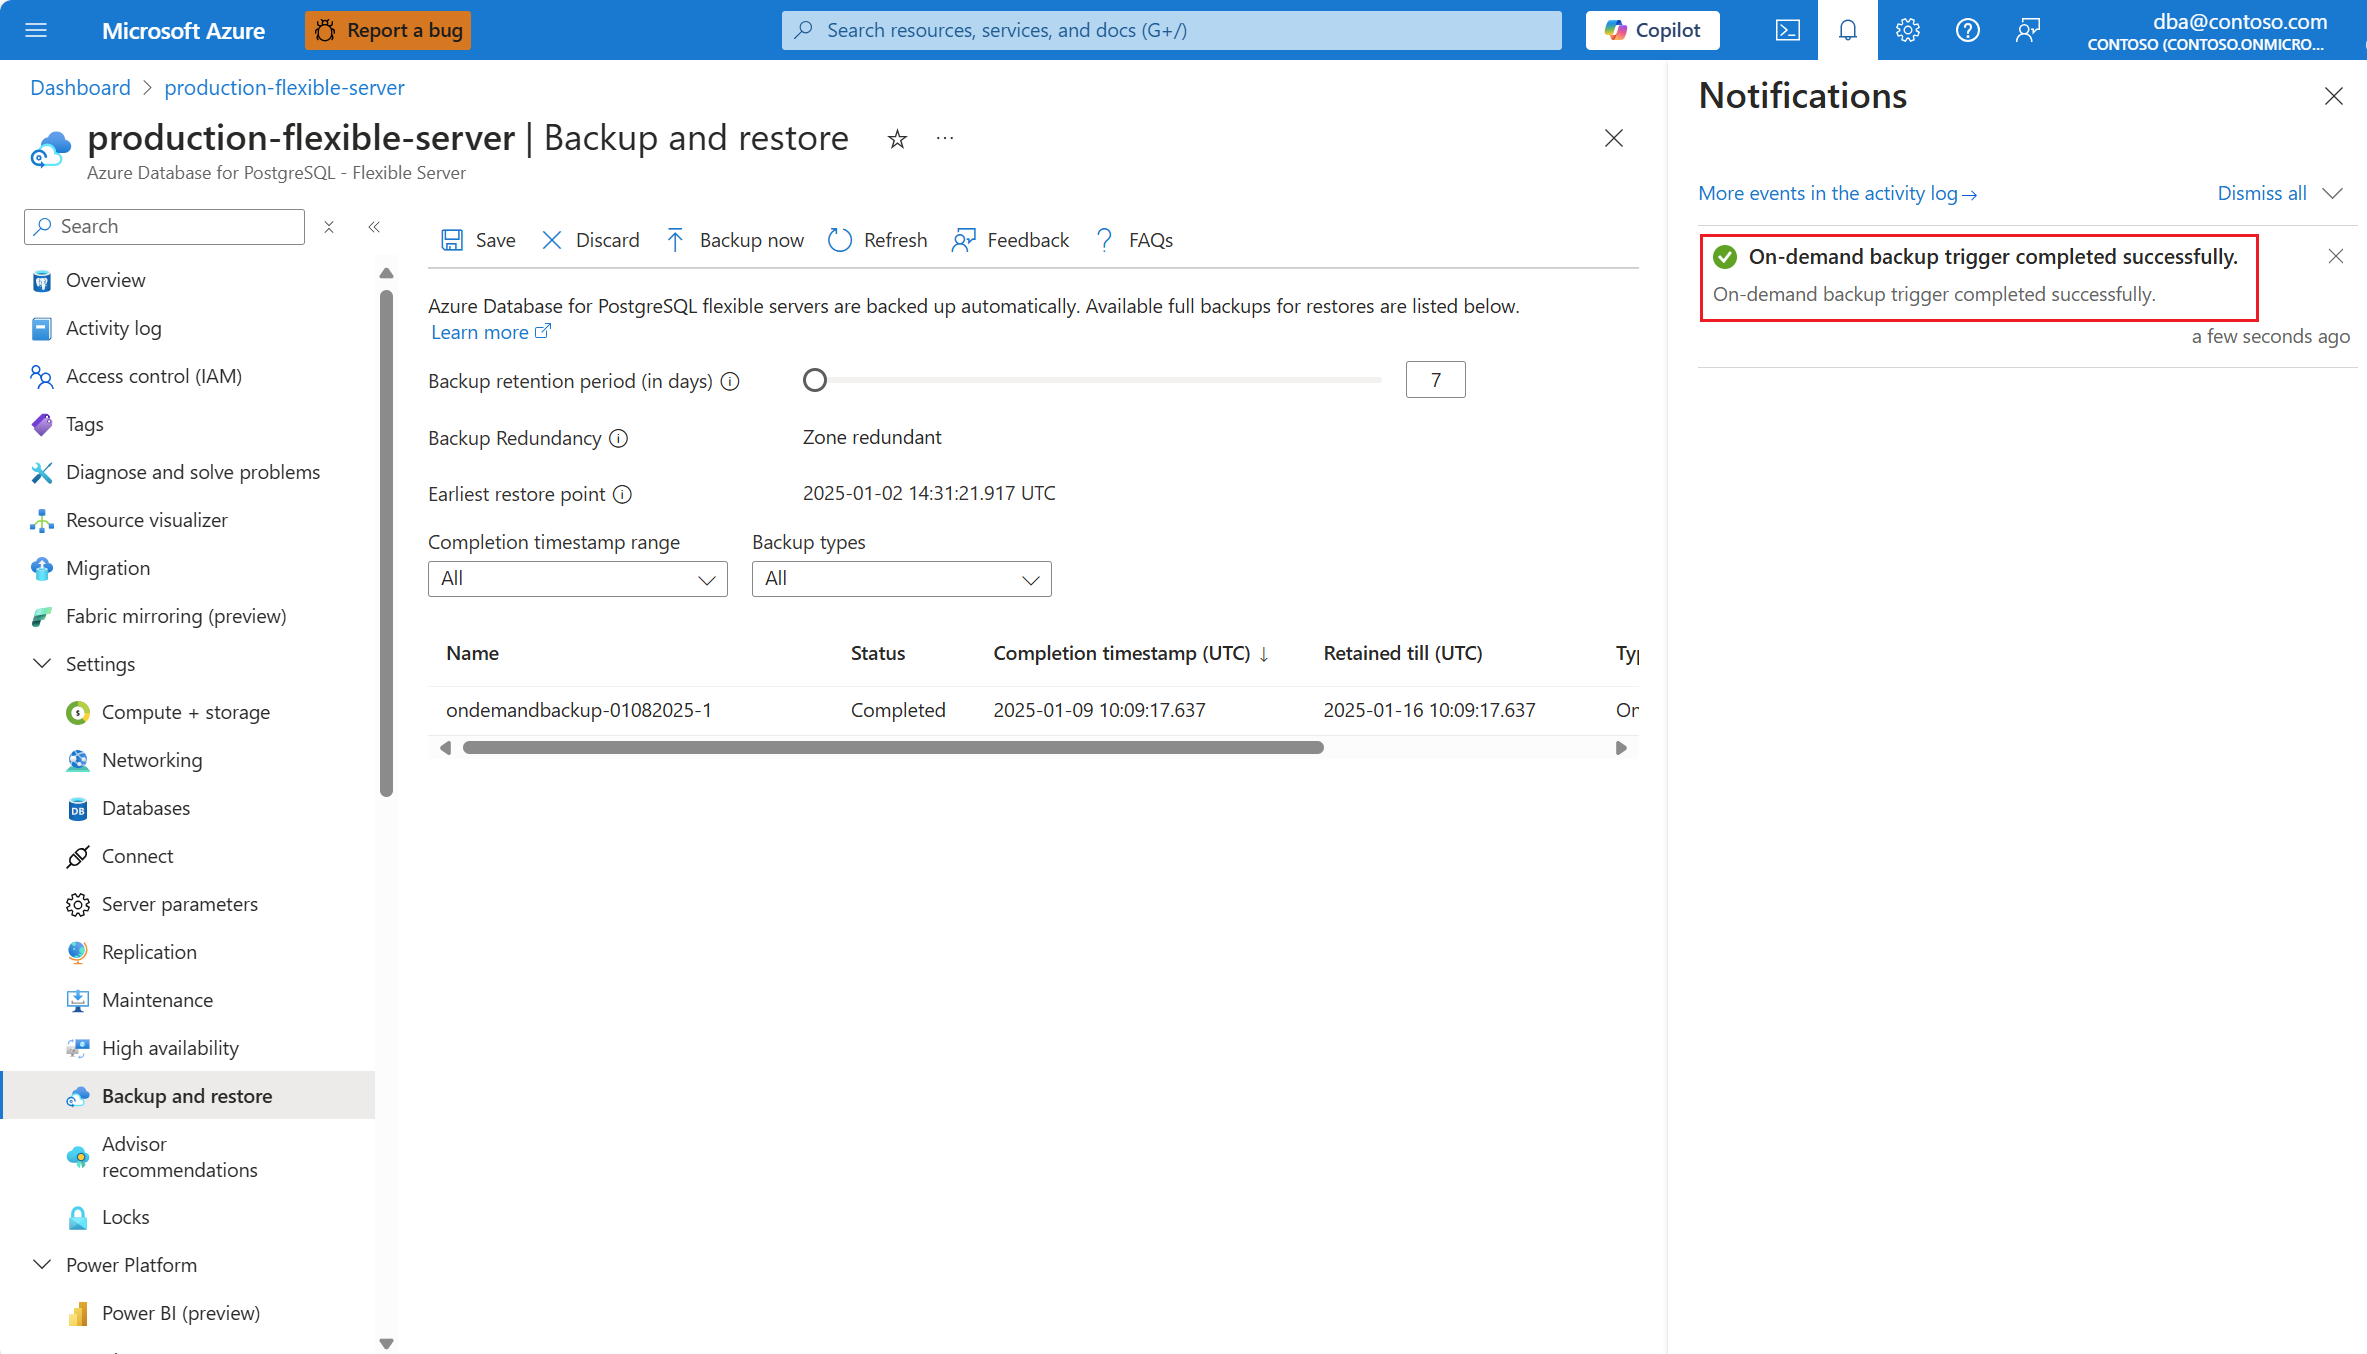 Microsoft Azure
Report a bug
Search resources, services, and docs (G+/)
Copilot
dba@contoso.com
CONTOSO (CONTOSO.ONMICRO...
Dashboard > production-flexible-server
production-flexible-server | Backup and restore
Azure Database for PostgreSQL - Flexible Server
Search
Overview
Activity log
Access control (IAM)
Tags
Diagnose and solve problems
Resource visualizer
Migration
Fabric mirroring (preview)
Settings
Compute + storage
Networking
Databases
Connect
Server parameters
Replication
Maintenance
High availability
Backup and restore
Advisor
recommendations
Locks
Power Platform
Power BI (preview)
Save Discard Backup now Refresh Feedback FAQs
Azure Database for PostgreSQL flexible servers are backed up automatically. Available full backups for restores are listed below.
Learn more
Backup retention period (in days) 7
Backup Redundancy Zone redundant
Earliest restore point 2025-01-02 14:31:21.917 UTC
Completion timestamp range Backup types
All All
Name Status Completion timestamp (UTC) ↓ Retained till (UTC)
ondemandbackup-01082025-1 Completed 2025-01-09 10:09:17.637 2025-01-16 10:09:17.637
Notifications
More events in the activity log→ Dismiss all
On-demand backup trigger completed successfully.
On-demand backup trigger completed successfully.
a few seconds ago